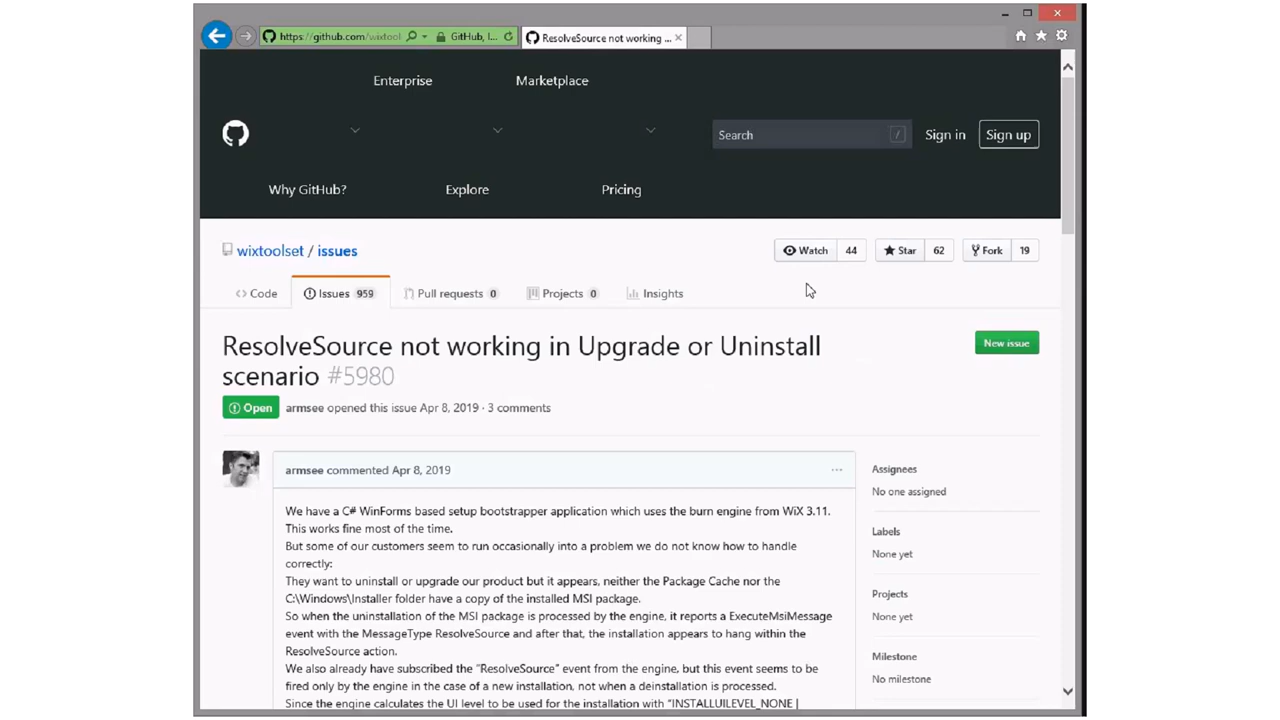 https://github.com/wixtool
GitHub, I...
ResolveSource not working ...
Enterprise
Marketplace
Search
/
Sign in
Sign up
Why GitHub?
Explore
Pricing
wixtoolset / issues
Watch 44
Star 62
Fork 19
<> Code
Issues 959
Pull requests 0
Projects 0
Insights
ResolveSource not working in Upgrade or Uninstall
scenario #5980
New issue
Open
armsee opened this issue Apr 8, 2019 · 3 comments
armsee commented Apr 8, 2019
...
We have a C# WinForms based setup bootstrapper application which uses the burn engine from WiX 3.11.
This works fine most of the time.
But some of our customers seem to run occasionally into a problem we do not know how to handle
correctly:
They want to uninstall or upgrade our product but it appears, neither the Package Cache nor the
C:\Windows\Installer folder have a copy of the installed MSI package.
So when the uninstallation of the MSI package is processed by the engine, it reports a ExecuteMsiMessage
event with the MessageType ResolveSource and after that, the installation appears to hang within the
ResolveSource action.
We also already have subscribed the "ResolveSource" event from the engine, but this event seems to be
fired only by the engine in the case of a new installation, not when a deinstallation is processed.
Since the engine calculates the UI level to be used for the installation with "INSTALLUILEVEL_NONE |
Assignees
No one assigned
Labels
None yet
Projects
None yet
Milestone
No milestone